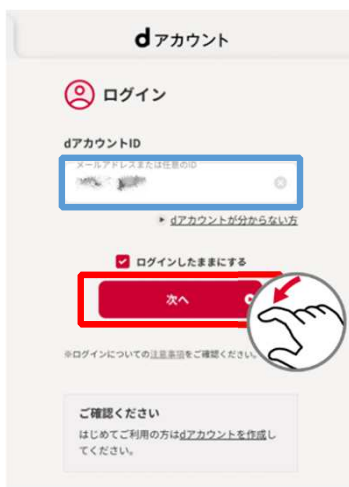 dアカウント
ログイン
dアカウントID
メールアドレスまたは任意のID
dアカウントが分からない方
ログインしたままにする
次へ
※ログインについての注意事項をご確認ください。
ご確認ください
はじめてご利用の方はdアカウントを作成し
てください。